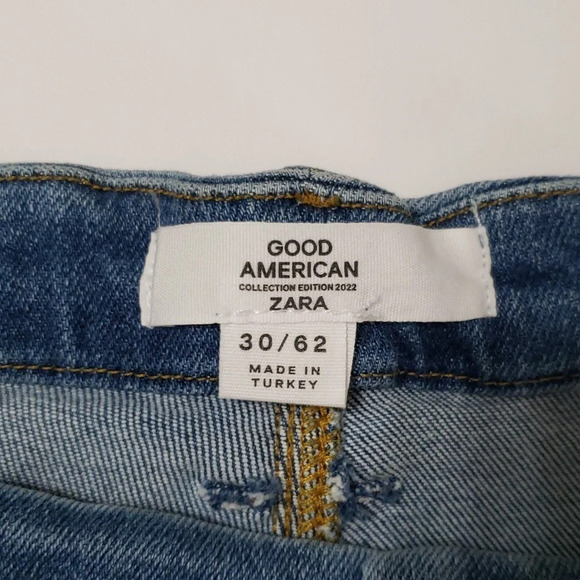 GOOD
AMERICAN
COLLECTION EDITION 2022
ZARA
30/62
MADE IN
TURKEY